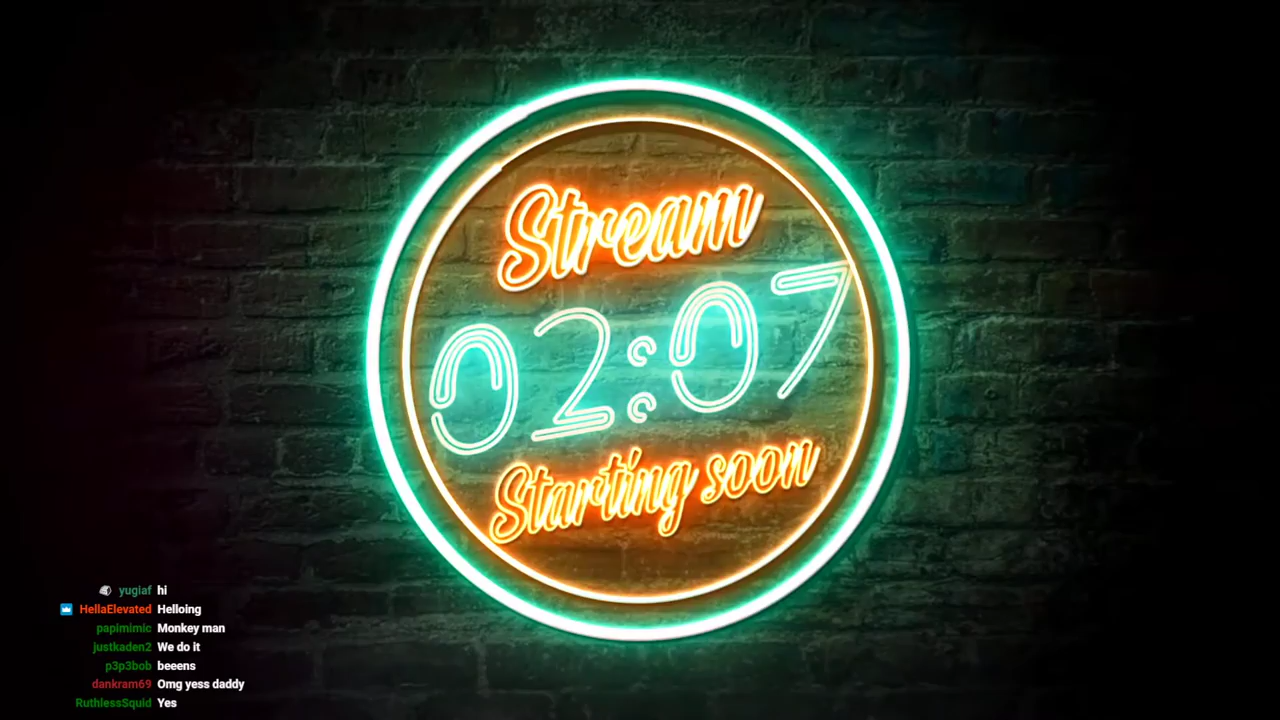 Stream
02:07
Starting soon
yugiaf hi
HellaElevated Helloing
papimimic Monkey man
justkaden2 We do it
p3p3bob beeens
dankram69 Omg yess daddy
RuthlessSquid Yes